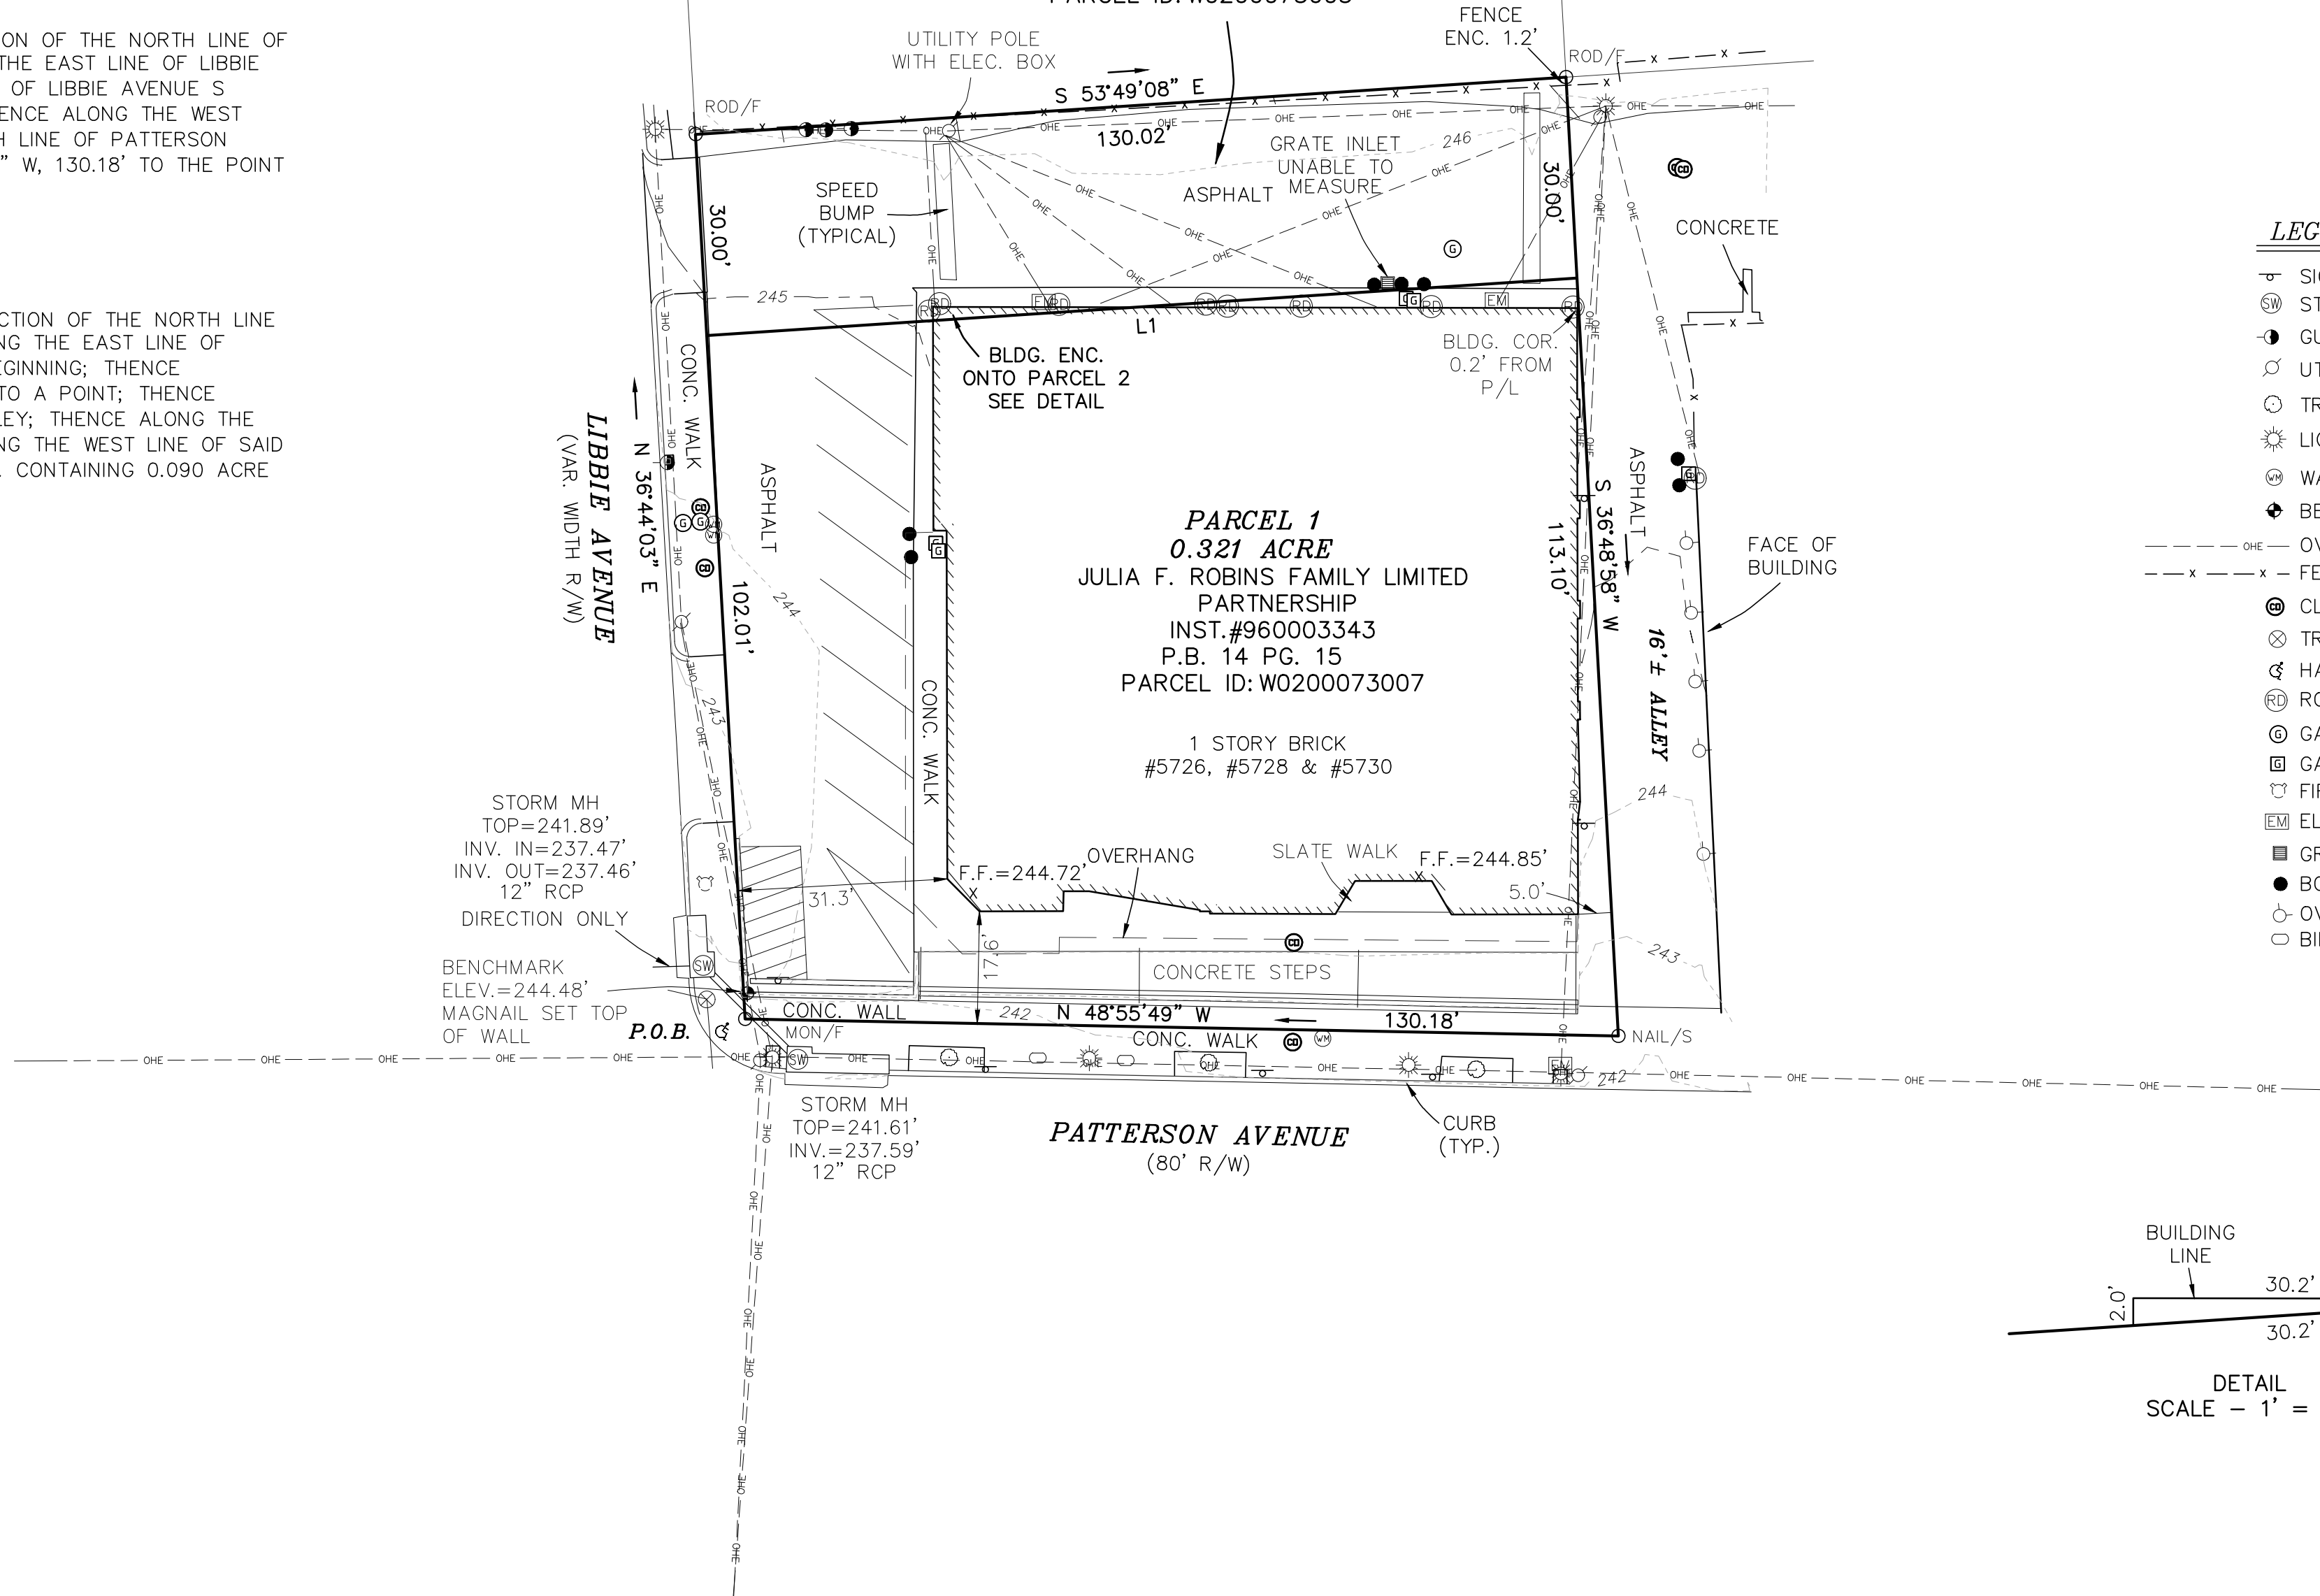 ON OF THE NORTH LINE OF
THE EAST LINE OF LIBBIE
OF LIBBIE AVENUE S
ENCE ALONG THE WEST
H LINE OF PATTERSON
" W, 130.18' TO THE POINT
CTION OF THE NORTH LINE
NG THE EAST LINE OF
EGINNING; THENCE
TO A POINT; THENCE
LEY; THENCE ALONG THE
NG THE WEST LINE OF SAID
. CONTAINING 0.090 ACRE
UTILITY POLE
WITH ELEC. BOX
FENCE
ENC. 1.2'
ROD/F
ROD/F
S 53°49'08" E
130.02'
GRATE INLET
UNABLE TO
MEASURE
246
ASPHALT
SPEED
BUMP
(TYPICAL)
30.00'
30.00'
CONCRETE
245
L1
BLDG. ENC.
ONTO PARCEL 2
SEE DETAIL
BLDG. COR.
0.2' FROM
P/L
CONC. WALK
LIBBIE AVENUE
(VAR. WIDTH R/W)
N 36°44'03" E
102.01'
ASPHALT
244
243
CONC. WALK
PARCEL 1
0.321 ACRE
JULIA F. ROBINS FAMILY LIMITED
PARTNERSHIP
INST.#960003343
P.B. 14 PG. 15
PARCEL ID: W0200073007
1 STORY BRICK
#5726, #5728 & #5730
113.10'
S 36°48'58" W
ASPHALT
16'± ALLEY
FACE OF
BUILDING
244
243
STORM MH
TOP=241.89'
INV. IN=237.47'
INV. OUT=237.46'
12" RCP
DIRECTION ONLY
BENCHMARK
ELEV.=244.48'
MAGNAIL SET TOP
OF WALL
P.O.B.
F.F.=244.72'
OVERHANG
SLATE WALK
F.F.=244.85'
5.0'
31.3'
17.6'
CONCRETE STEPS
CONC. WALL
242
N 48°55'49" W
130.18'
MON/F
CONC. WALK
NAIL/S
242
STORM MH
TOP=241.61'
INV.=237.59'
12" RCP
PATTERSON AVENUE
(80' R/W)
CURB
(TYP.)
LEG
SW
OHE
WM
CO
RD
G
G
EM
BUILDING
LINE
2.0'
30.2'
30.2'
DETAIL
SCALE - 1' =